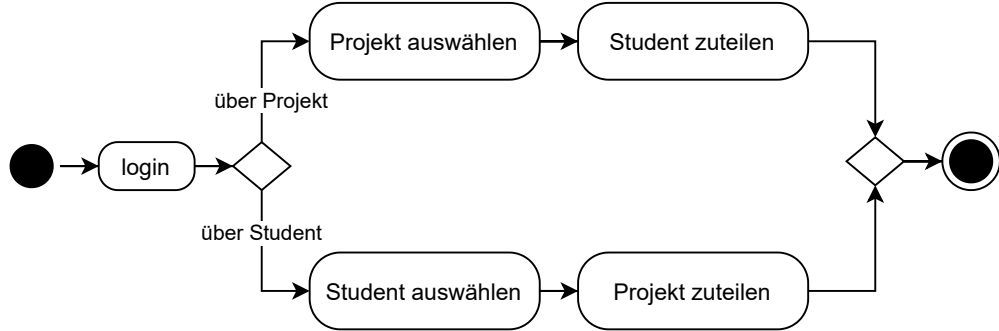 Projekt auswählen
Student zuteilen
über Projekt
login
über Student
Student auswählen
Projekt zuteilen